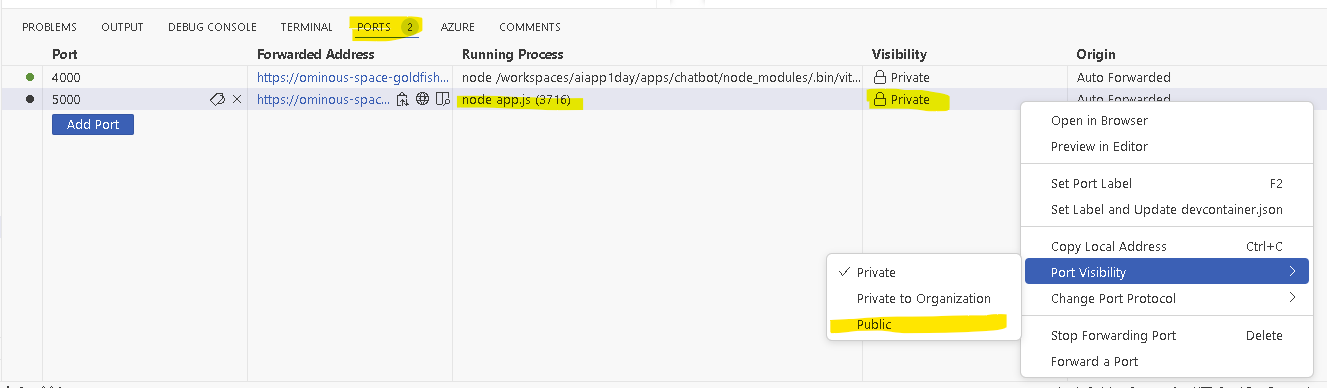 PROBLEMS OUTPUT DEBUG CONSOLE TERMINAL PORTS 2 AZURE COMMENTS
Port Forwarded Address Running Process Visibility Origin
4000 https://ominous-space-goldfish... node /workspaces/aiapp1day/apps/chatbot/node_modules/.bin/vit... Private Auto Forwarded
5000 https://ominous-spac... node app.js (3716) Private Auto Forwarded
Add Port
Open in Browser
Preview in Editor
Set Port Label F2
Set Label and Update devcontainer.json
Copy Local Address Ctrl+C
Port Visibility
Change Port Protocol
Stop Forwarding Port Delete
Forward a Port
Private
Private to Organization
Public